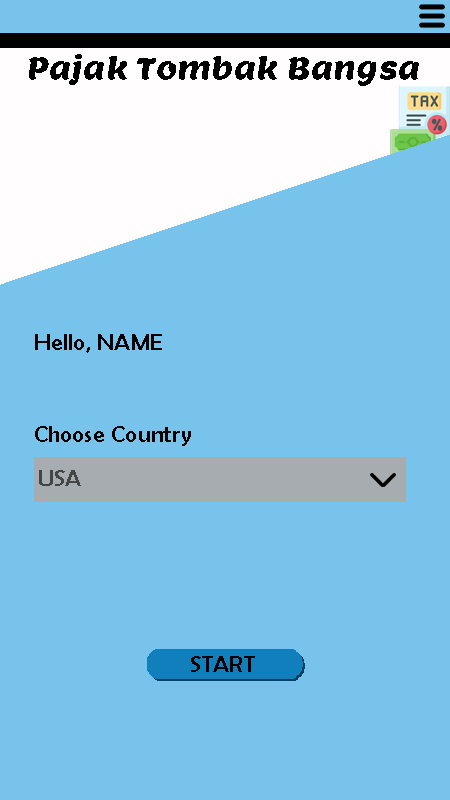 Pajak Tombak Bangsa
TAX
%
Hello, NAME
Choose Country
USA
START